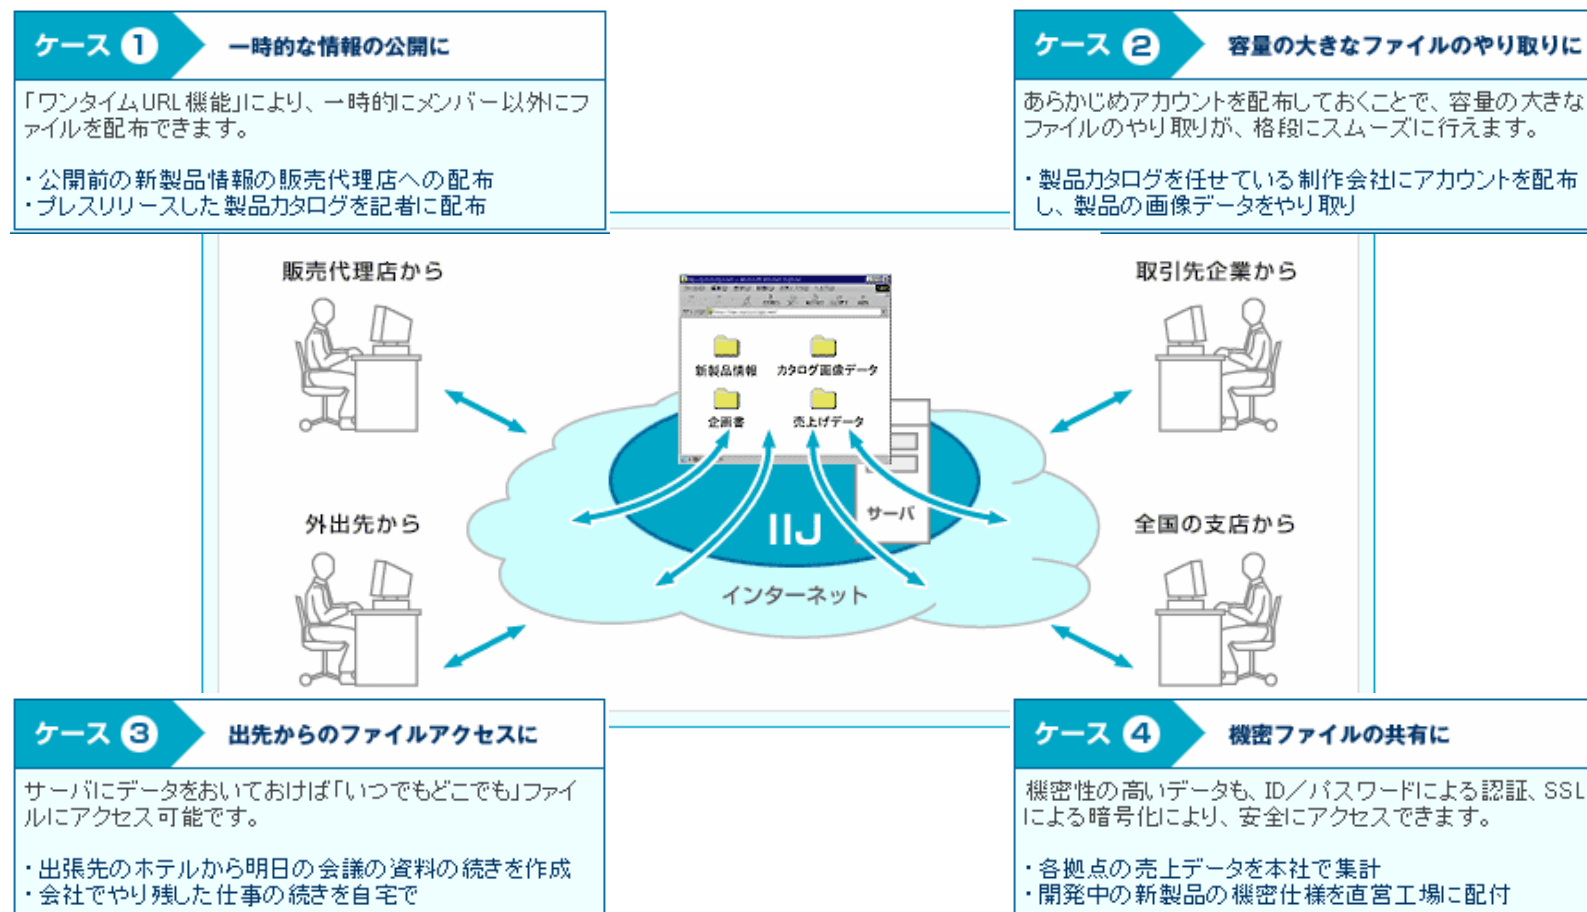 ケース 1 一時的な情報の公開に
「ワンタイムURL機能」により、一時的にメンバー以外にフ
ァイルを配布できます。
・公開前の新製品情報の販売代理店への配布
・プレスリリースした製品カタログを記者に配布
ケース 2 容量の大きなファイルのやり取りに
あらかじめアカウントを配布しておくことで、容量の大きな
ファイルのやり取りが、格段にスムーズに行えます。
・製品カタログを任せている制作会社にアカウントを配布
し、製品の画像データをやり取り
販売代理店から
取引先企業から
新製品情報
カタログ画像データ
企画書
売上げデータ
外出先から
IIJ
サーバ
全国の支店から
インターネット
ケース 3 出先からのファイルアクセスに
サーバにデータをおいておけば「いつでもどこでも」ファイ
ルにアクセス可能です。
・出張先のホテルから明日の会議の資料の続きを作成
・会社でやり残した仕事の続きを自宅で
ケース 4 機密ファイルの共有に
機密性の高いデータも、ID/パスワードによる認証、SSL
による暗号化により、安全にアクセスできます。
・各拠点の売上データを本社で集計
・開発中の新製品の機密仕様を直営工場に配付